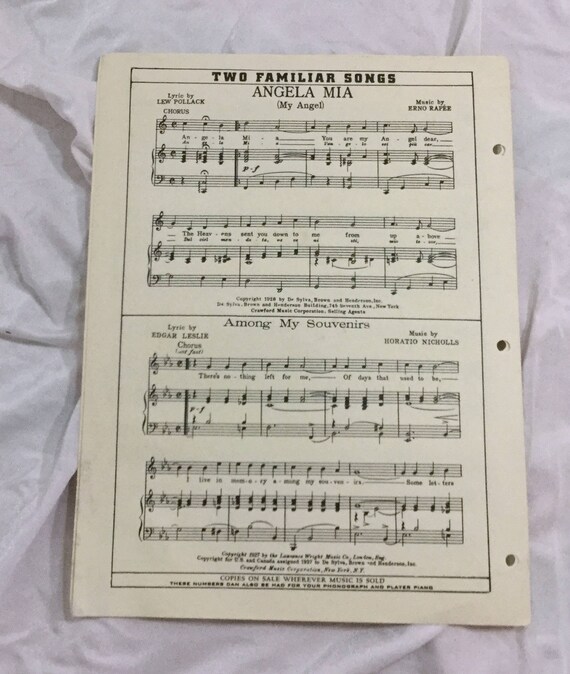 TWO FAMILIAR SONGS
ANGELA MIA
(My Angel)
Lyric by
LEW POLLACK
Music by
ERNO RAPÉE
CHORUS
An - ge - la Mi - a You are my An - gel dear,
p-f
The Heav - ens sent you down to me from up a - bove
Copyright 1928 by De Sylva, Brown and Henderson, Inc.
De Sylva, Brown and Henderson Building, 745 Seventh Ave., New York
Crawford Music Corporation, Selling Agents
Among My Souvenirs
Lyric by
EDGAR LESLIE
Music by
HORATIO NICHOLLS
Chorus
(not fast)
There's no - thing left for me, Of days that used to be,
p-f
I live in mem - o - ry a - mong my sou - ve - nirs. Some let - ters
Copyright 1927 by the Lawrence Wright Music Co., London, Eng.
Copyright for U.S. and Canada assigned 1927 to De Sylva, Brown and Henderson, Inc.
Crawford Music Corporation, New York, N.Y.
COPIES ON SALE WHEREVER MUSIC IS SOLD
THESE NUMBERS CAN ALSO BE HAD FOR YOUR PHONOGRAPH AND PLAYER PIANO